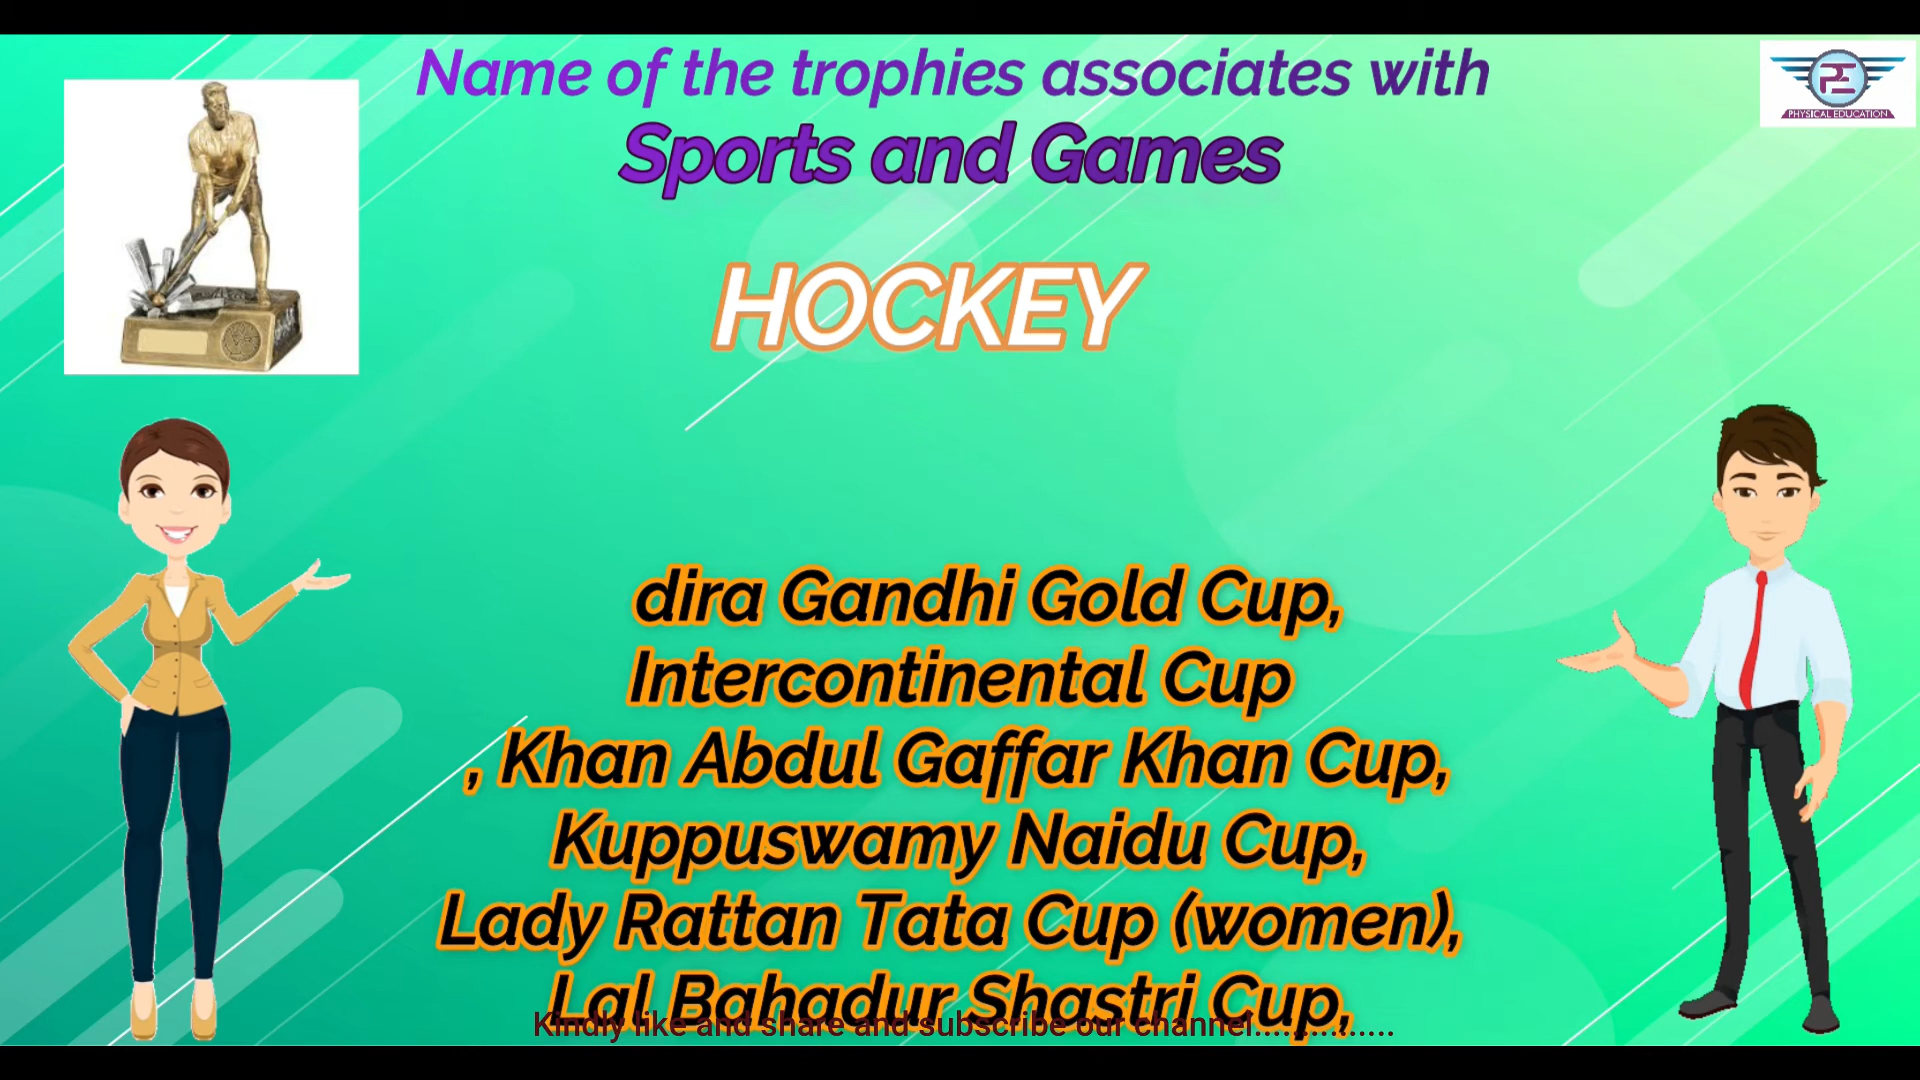 Name of the trophies associates with
Sports and Games
PE
PHYSICAL EDUCATION
HOCKEY
dira Gandhi Gold Cup,
Intercontinental Cup
, Khan Abdul Gaffar Khan Cup,
Kuppuswamy Naidu Cup,
Lady Rattan Tata Cup (women),
Lal Bahadur Shastri Cup,
Kindly like and share and subscribe our channel...............